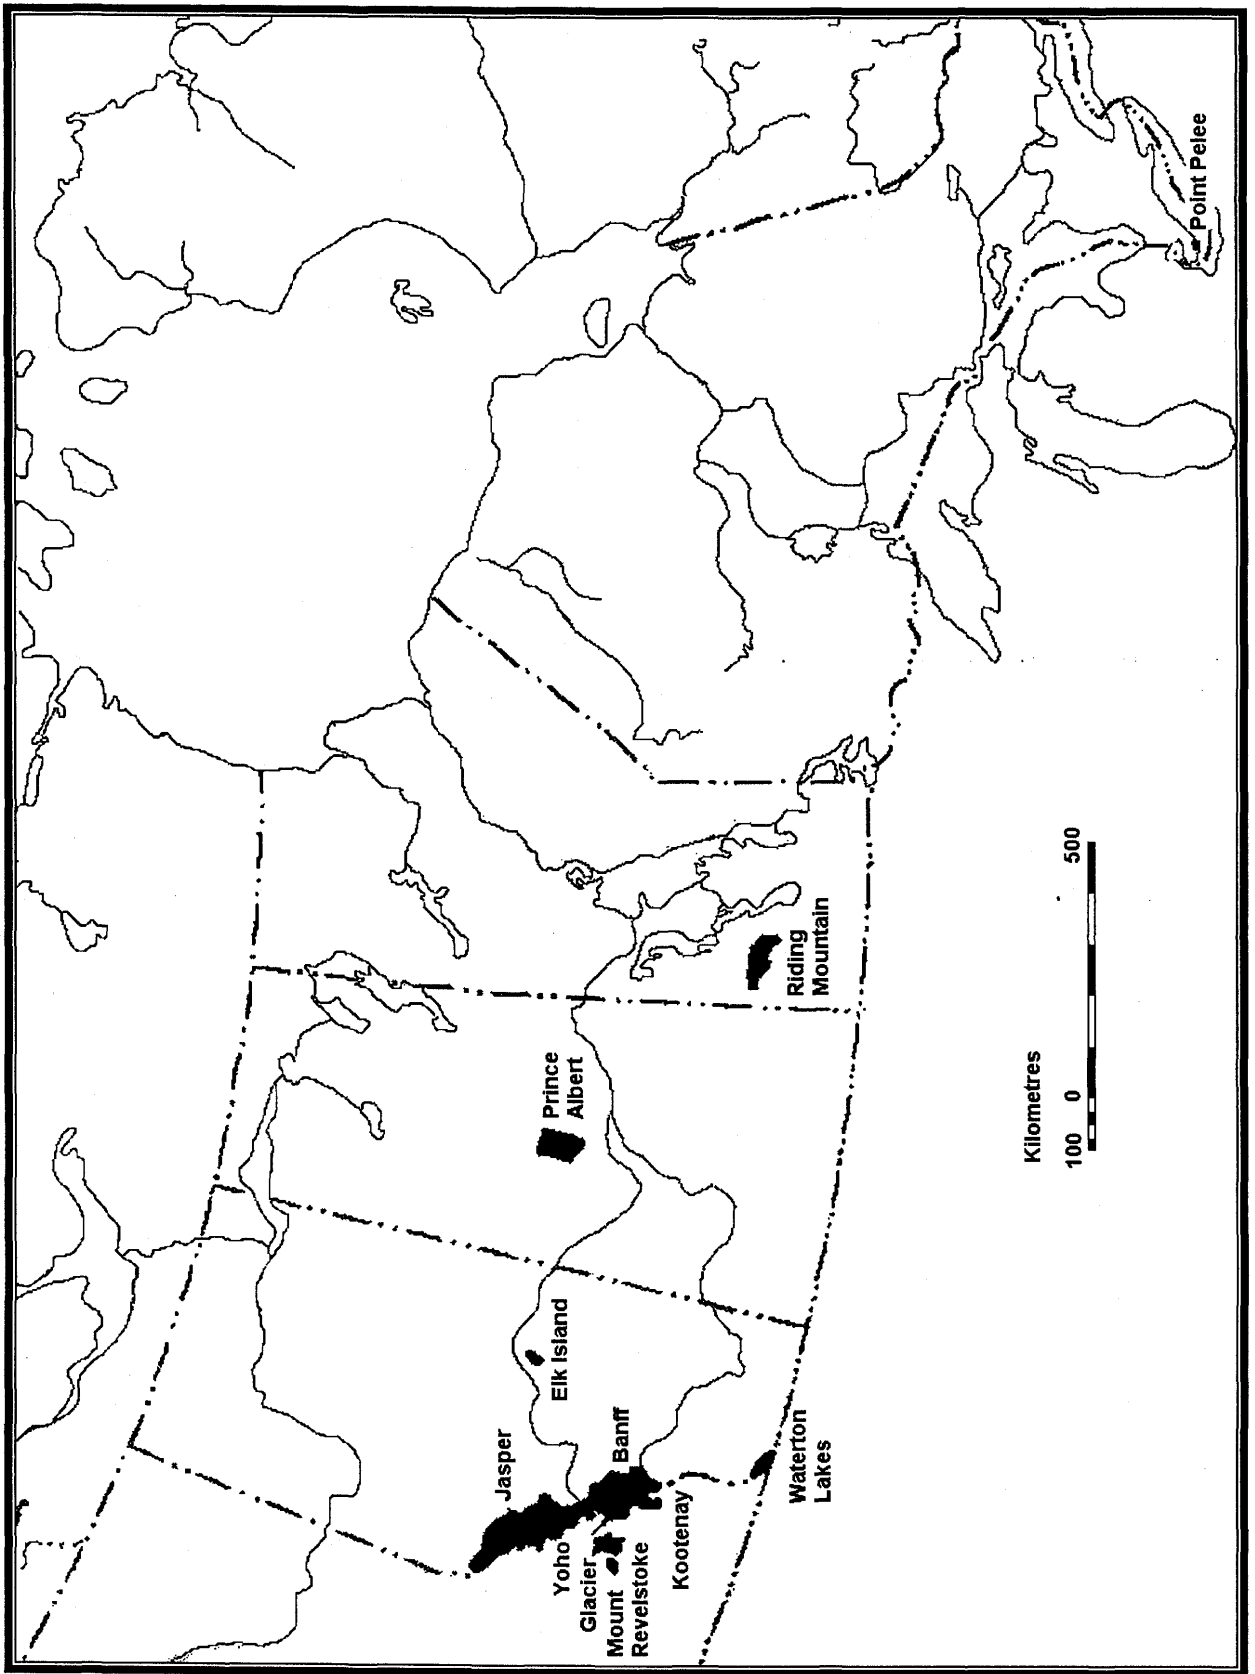 Jasper
Yoho
Glacier
Mount
Revelstoke
Kootenay
Banff
Elk Island
Waterton
Lakes
Prince
Albert
Riding
Mountain
Point Pelee
Kilometres
100 0 500